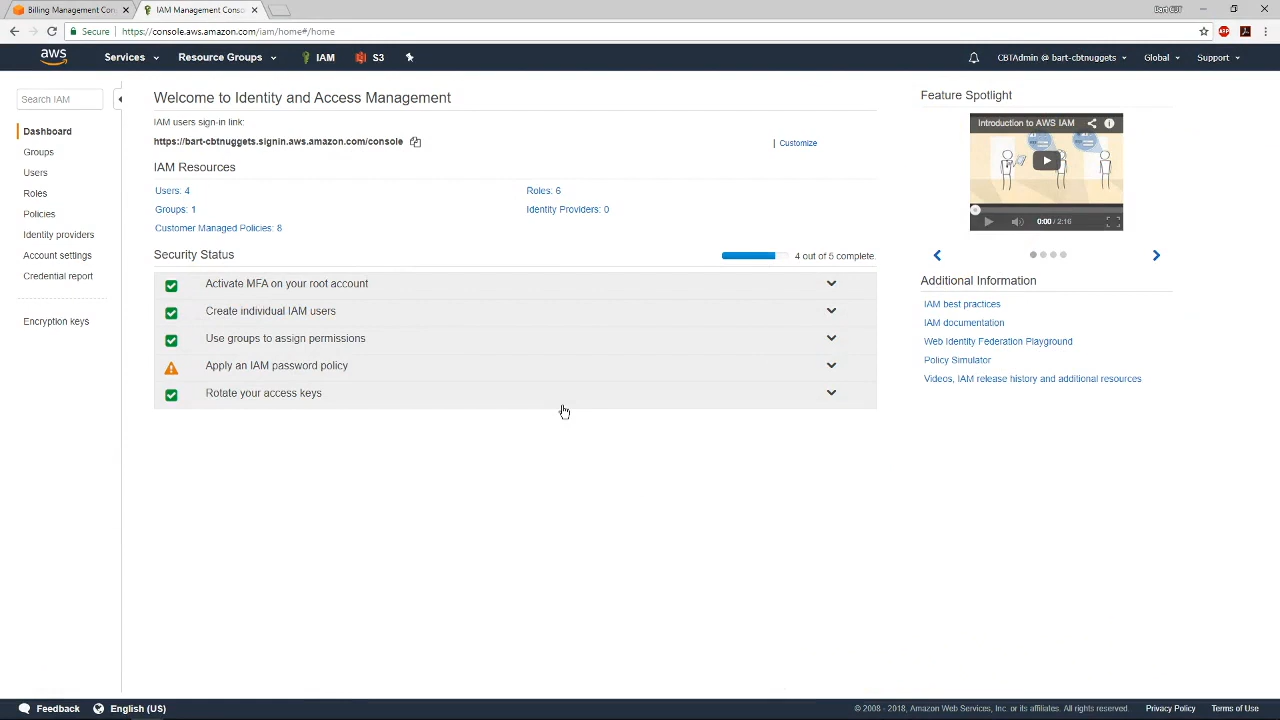 Billing Management Con
IAM Management Conso
Bart CBT
Secure
https://console.aws.amazon.com/iam/home#/home
ABP
aws
Services
Resource Groups
IAM
S3
CBTAdmin @ bart-cbtnuggets
Global
Support
Search IAM
Dashboard
Groups
Users
Roles
Policies
Identity providers
Account settings
Credential report
Encryption keys
Welcome to Identity and Access Management
IAM users sign-in link:
https://bart-cbtnuggets.signin.aws.amazon.com/console
Customize
IAM Resources
Users: 4
Roles: 6
Groups: 1
Identity Providers: 0
Customer Managed Policies: 8
Security Status
4 out of 5 complete.
Activate MFA on your root account
Create individual IAM users
Use groups to assign permissions
Apply an IAM password policy
Rotate your access keys
Feature Spotlight
Introduction to AWS IAM
0:00 / 2:16
Additional Information
IAM best practices
IAM documentation
Web Identity Federation Playground
Policy Simulator
Videos, IAM release history and additional resources
Feedback
English (US)
© 2008 - 2018, Amazon Web Services, Inc. or its affiliates. All rights reserved.
Privacy Policy
Terms of Use